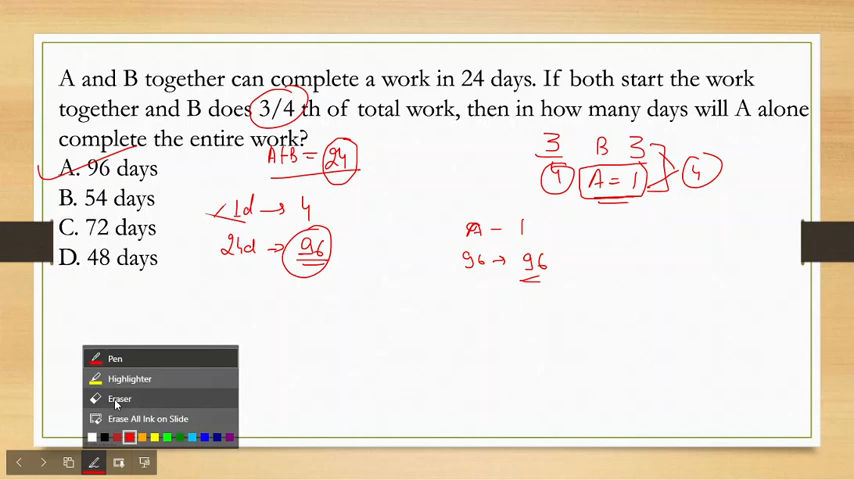 A and B together can complete a work in 24 days. If both start the work
together and B does 3/4 th of total work, then in how many days will A alone
complete the entire work?
A. 96 days
B. 54 days
C. 72 days
D. 48 days
A+B = 24
1d → 4
24d → 96
3 B 3
4 A = 1 4
A - 1
96 → 96
Pen
Highlighter
Eraser
Erase All Ink on Slide